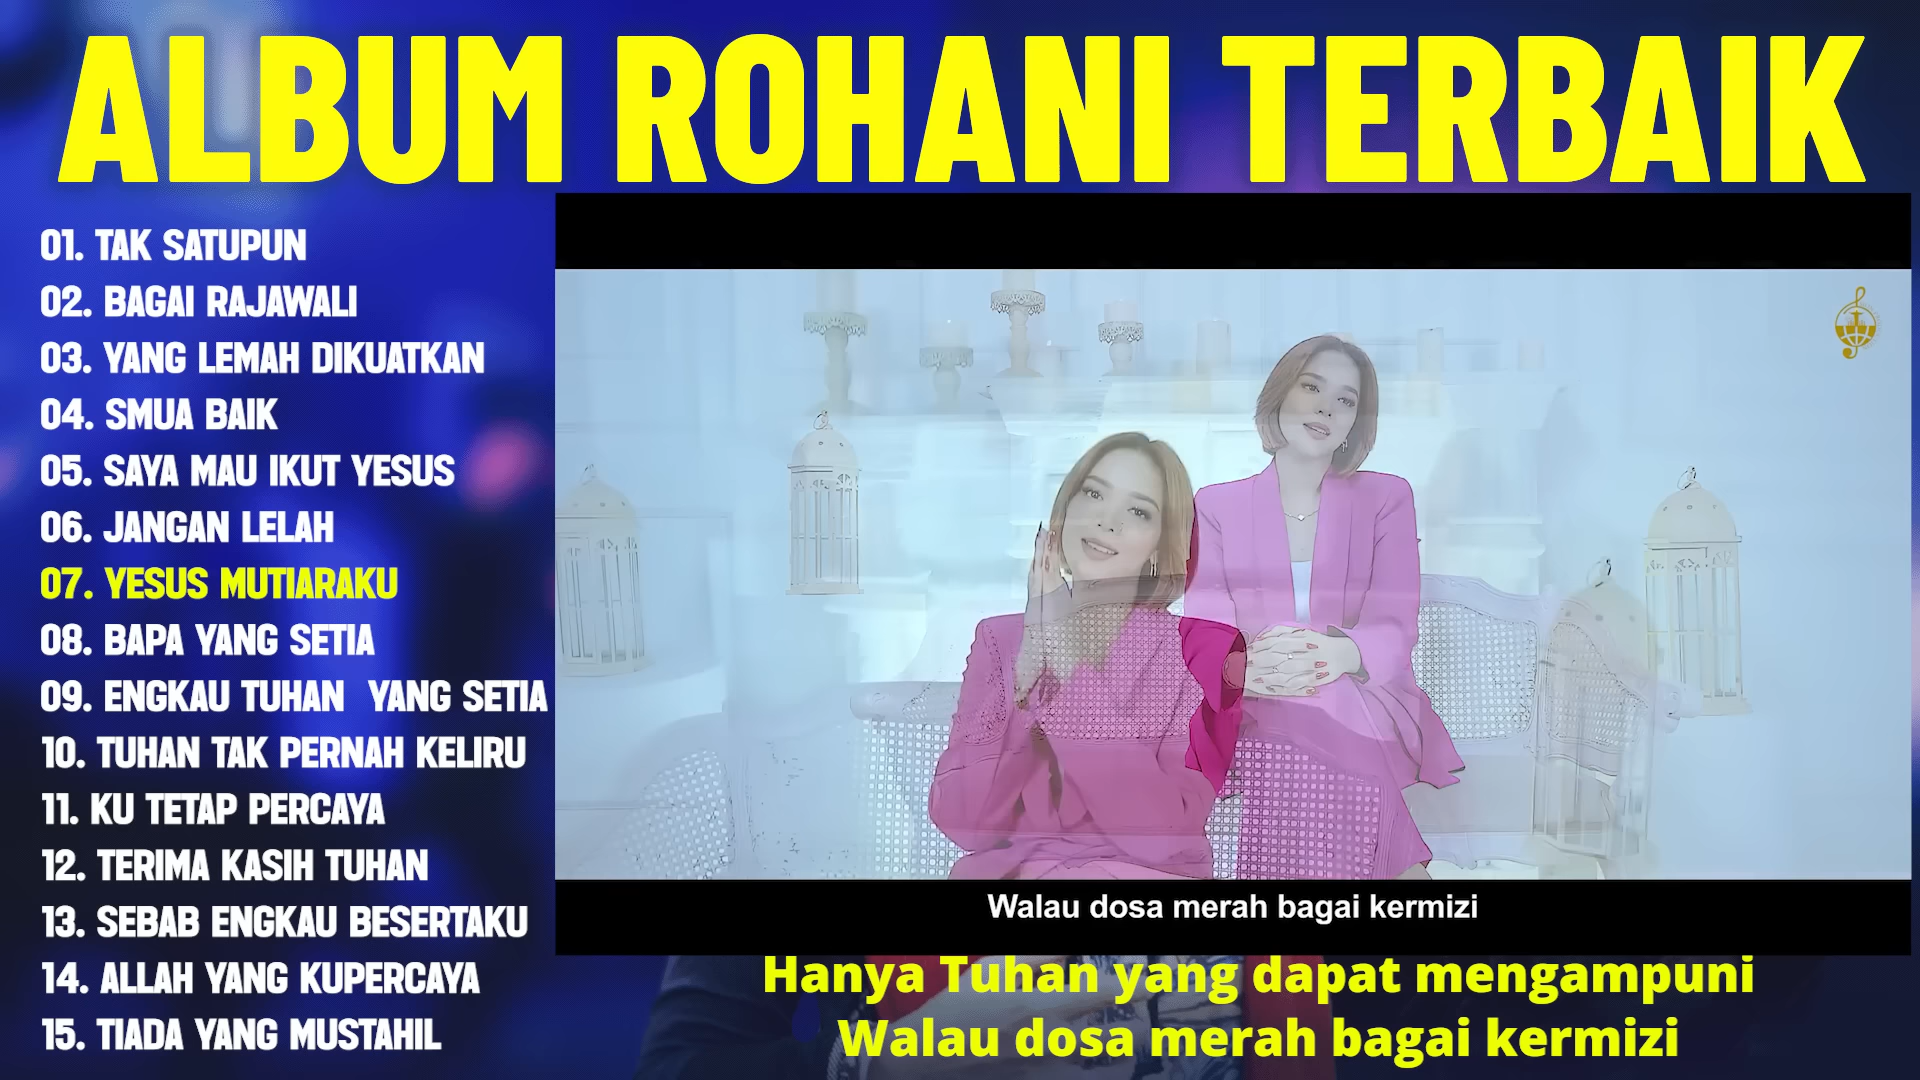 ALBUM ROHANI TERBAIK
01. TAK SATUPUN
02. BAGAI RAJAWALI
03. YANG LEMAH DIKUATKAN
04. SMUA BAIK
05. SAYA MAU IKUT YESUS
06. JANGAN LELAH
07. YESUS MUTIARAKU
08. BAPA YANG SETIA
09. ENGKAU TUHAN  YANG SETIA
10. TUHAN TAK PERNAH KELIRU
11. KU TETAP PERCAYA
12. TERIMA KASIH TUHAN
13. SEBAB ENGKAU BESERTAKU
14. ALLAH YANG KUPERCAYA
15. TIADA YANG MUSTAHIL
Walau dosa merah bagai kermizi
Hanya Tuhan yang dapat mengampuni
Walau dosa merah bagai kermizi